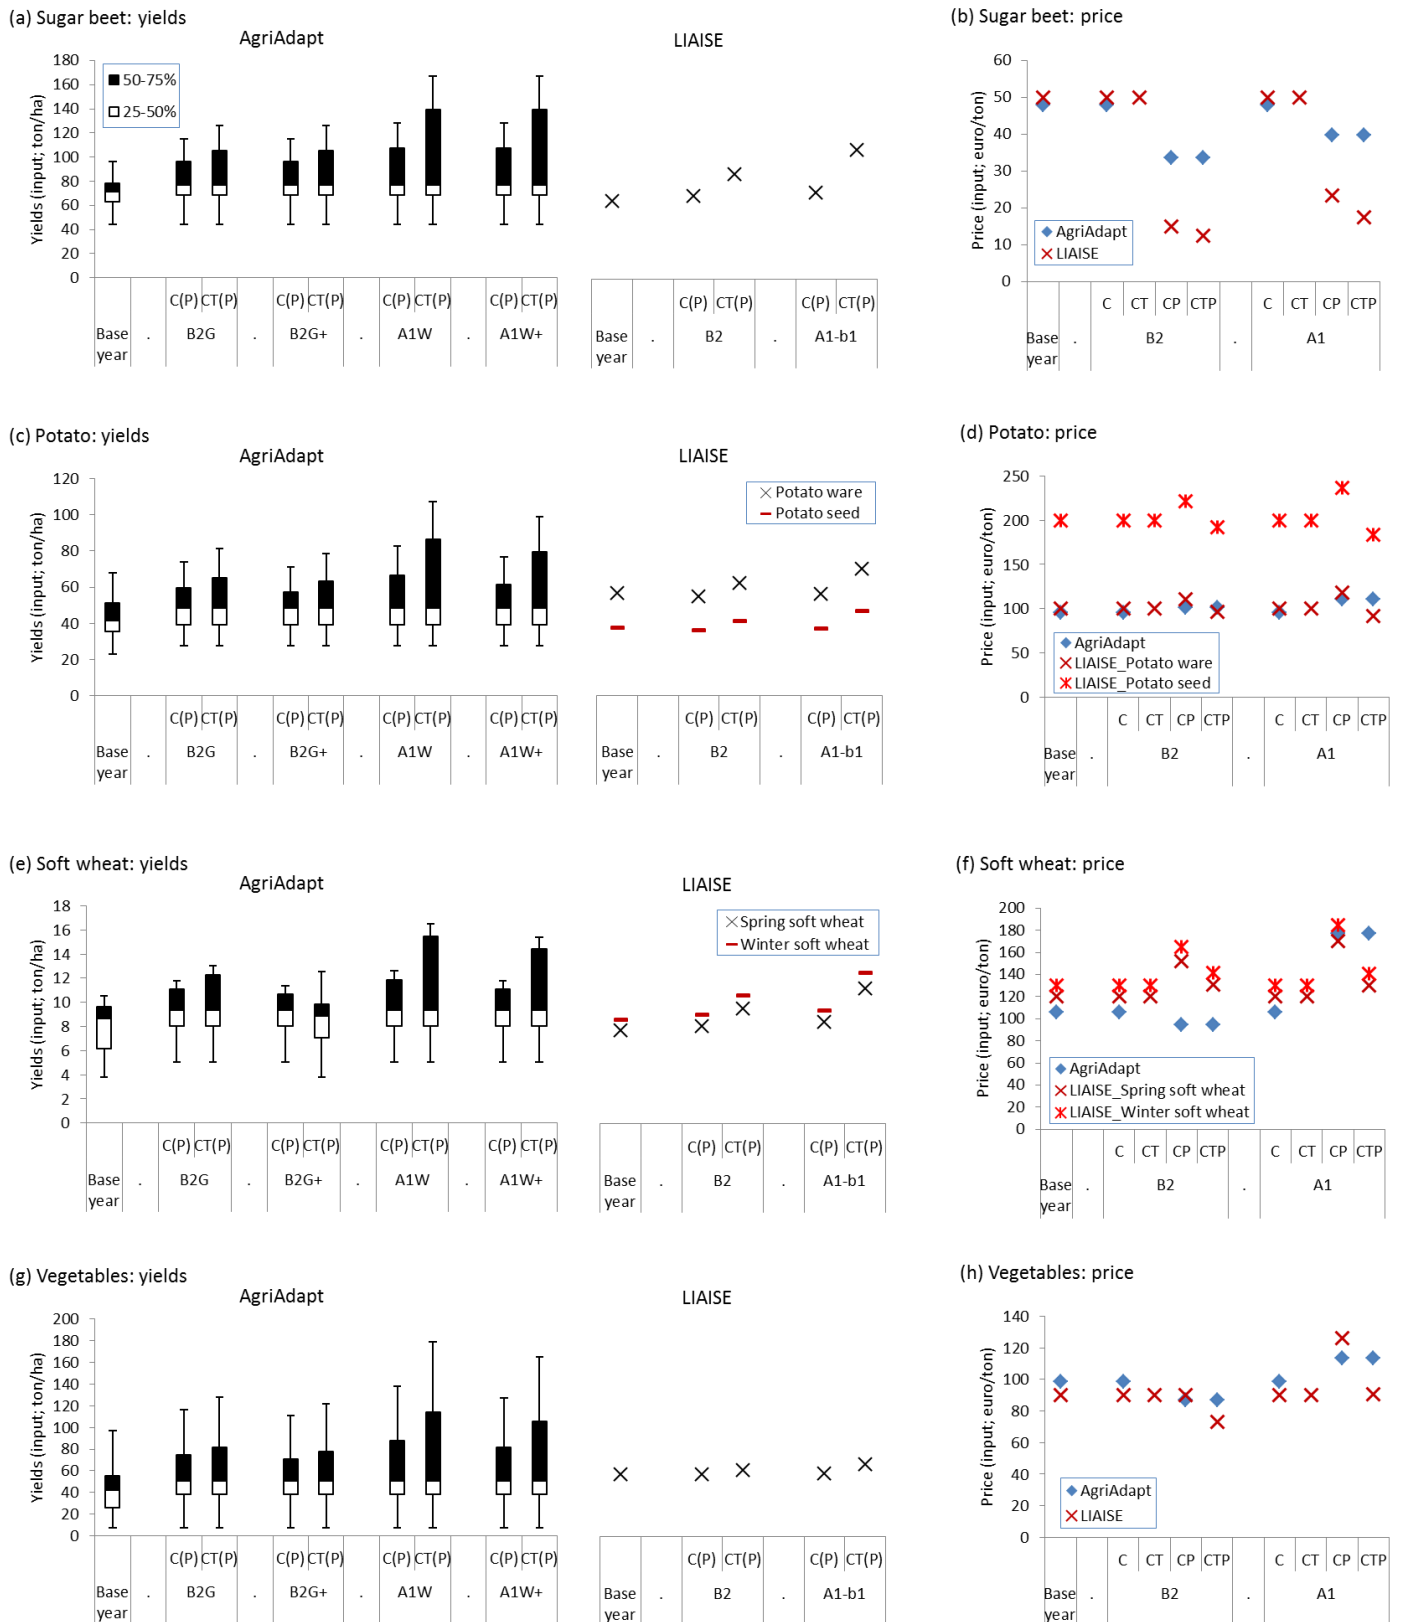 (a) Sugar beet: yields
AgriAdapt
LIAISE
Yields (input; ton/ha)
180
160
140
120
100
80
60
40
20
0
50-75%
25-50%
C(P) CT(P) C(P) CT(P) C(P) CT(P) C(P) CT(P)
Base year . B2G . B2G+ . A1W . A1W+
C(P) CT(P) C(P) CT(P)
Base year . B2 . A1-b1
(b) Sugar beet: price
Price (input; euro/ton)
60
50
40
30
20
10
0
AgriAdapt
LIAISE
C CT CP CTP C CT CP CTP
Base year . B2 . A1
(c) Potato: yields
AgriAdapt
LIAISE
Yields (input; ton/ha)
120
100
80
60
40
20
0
Potato ware
Potato seed
C(P) CT(P) C(P) CT(P) C(P) CT(P) C(P) CT(P)
Base year . B2G . B2G+ . A1W . A1W+
C(P) CT(P) C(P) CT(P)
Base year . B2 . A1-b1
(d) Potato: price
Price (input; euro/ton)
250
200
150
100
50
0
AgriAdapt
LIAISE_Potato ware
LIAISE_Potato seed
C CT CP CTP C CT CP CTP
Base year . B2 . A1
(e) Soft wheat: yields
AgriAdapt
LIAISE
Yields (input; ton/ha)
18
16
14
12
10
8
6
4
2
0
Spring soft wheat
Winter soft wheat
C(P) CT(P) C(P) CT(P) C(P) CT(P) C(P) CT(P)
Base year . B2G . B2G+ . A1W . A1W+
C(P) CT(P) C(P) CT(P)
Base year . B2 . A1-b1
(f) Soft wheat: price
Price (input; euro/ton)
200
180
160
140
120
100
80
60
40
20
0
AgriAdapt
LIAISE_Spring soft wheat
LIAISE_Winter soft wheat
C CT CP CTP C CT CP CTP
Base year . B2 . A1
(g) Vegetables: yields
AgriAdapt
LIAISE
Yields (input; ton/ha)
200
180
160
140
120
100
80
60
40
20
0
C(P) CT(P) C(P) CT(P) C(P) CT(P) C(P) CT(P)
Base year . B2G . B2G+ . A1W . A1W+
C(P) CT(P) C(P) CT(P)
Base year . B2 . A1-b1
(h) Vegetables: price
Price (input; euro/ton)
140
120
100
80
60
40
20
0
AgriAdapt
LIAISE
C CT CP CTP C CT CP CTP
Base year . B2 . A1